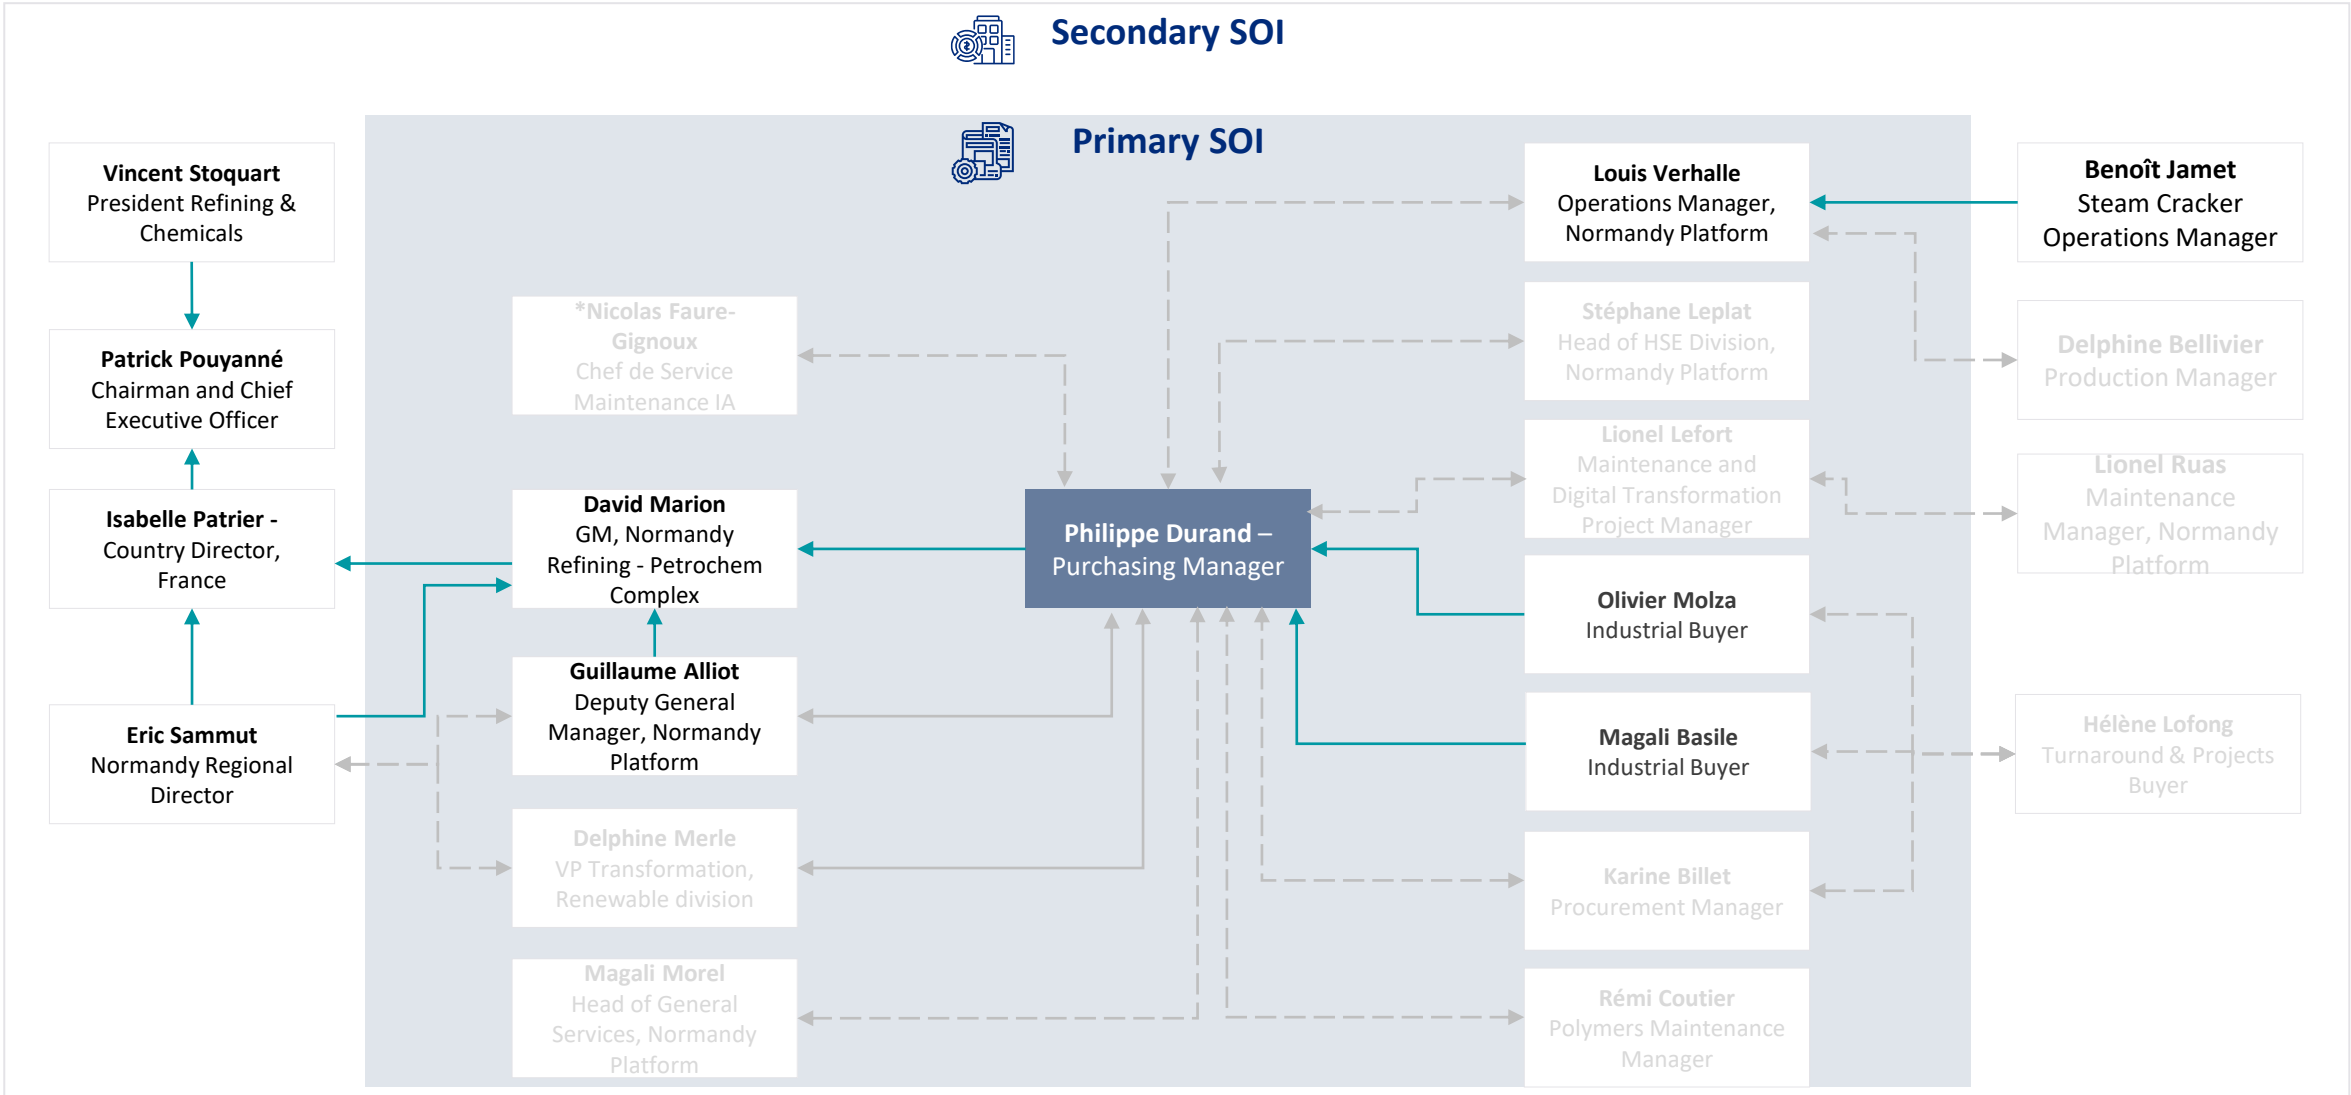 Secondary SOI
Primary SOI
Vincent Stoquart
President Refining &
Chemicals
Patrick Pouyanné
Chairman and Chief
Executive Officer
Isabelle Patrier -
Country Director,
France
Eric Sammut
Normandy Regional
Director
*Nicolas Faure-
Gignoux
Chef de Service
Maintenance IA
David Marion
GM, Normandy
Refining - Petrochem
Complex
Guillaume Alliot
Deputy General
Manager, Normandy
Platform
Delphine Merle
VP Transformation,
Renewable division
Magali Morel
Head of General
Services, Normandy
Platform
Philippe Durand –
Purchasing Manager
Louis Verhalle
Operations Manager,
Normandy Platform
Stéphane Leplat
Head of HSE Division,
Normandy Platform
Lionel Lefort
Maintenance and
Digital Transformation
Project Manager
Olivier Molza
Industrial Buyer
Magali Basile
Industrial Buyer
Karine Billet
Procurement Manager
Rémi Coutier
Polymers Maintenance
Manager
Benoît Jamet
Steam Cracker
Operations Manager
Delphine Bellivier
Production Manager
Lionel Ruas
Maintenance
Manager, Normandy
Platform
Hélène Lofong
Turnaround & Projects
Buyer